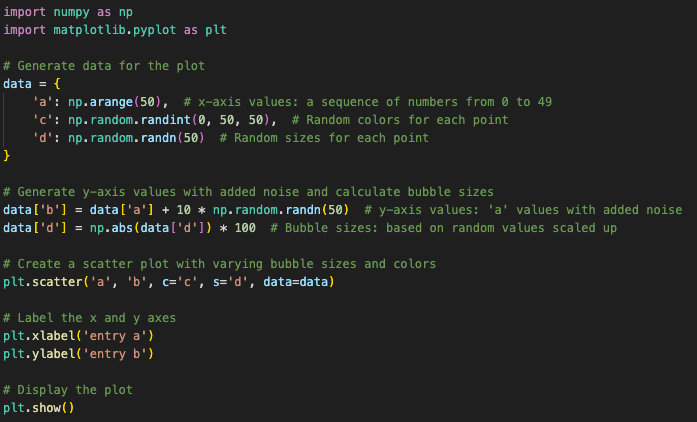 import numpy as np
import matplotlib.pyplot as plt

# Generate data for the plot
data = {
    'a': np.arange(50),  # x-axis values: a sequence of numbers from 0 to 49
    'c': np.random.randint(0, 50, 50),  # Random colors for each point
    'd': np.random.randn(50)  # Random sizes for each point
}

# Generate y-axis values with added noise and calculate bubble sizes
data['b'] = data['a'] + 10 * np.random.randn(50)  # y-axis values: 'a' values with added noise
data['d'] = np.abs(data['d']) * 100  # Bubble sizes: based on random values scaled up

# Create a scatter plot with varying bubble sizes and colors
plt.scatter('a', 'b', c='c', s='d', data=data)

# Label the x and y axes
plt.xlabel('entry a')
plt.ylabel('entry b')

# Display the plot
plt.show()